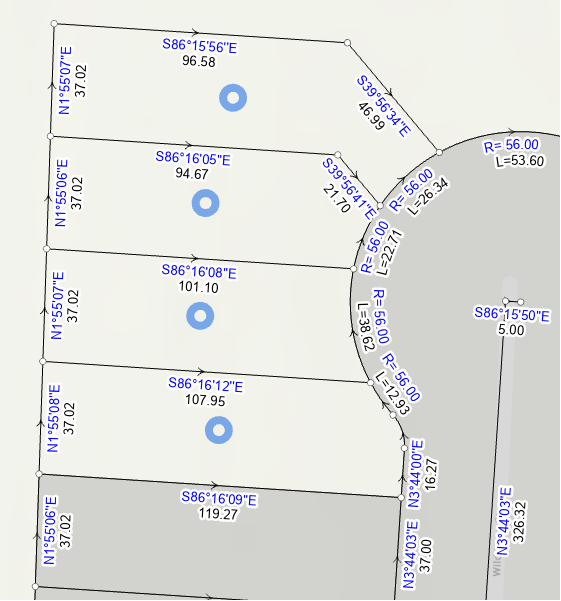 S86°15'56"E
96.58
N1°55'07"E
37.02
S39°56'34"E
46.99
R= 56.00
L=53.60
S86°16'05"E
94.67
S39°56'41"E
21.70
R= 56.00
L=26.34
N1°55'06"E
37.02
R= 56.00
L=22.71
S86°16'08"E
101.10
N1°55'07"E
37.02
R= 56.00
L=38.62
S86°15'50"E
5.00
S86°16'12"E
107.95
R= 56.00
L=12.93
N1°55'08"E
37.02
N3°44'00"E
16.27
S86°16'09"E
119.27
N1°55'06"E
37.02
N3°44'03"E
37.00
N3°44'03"E
326.32